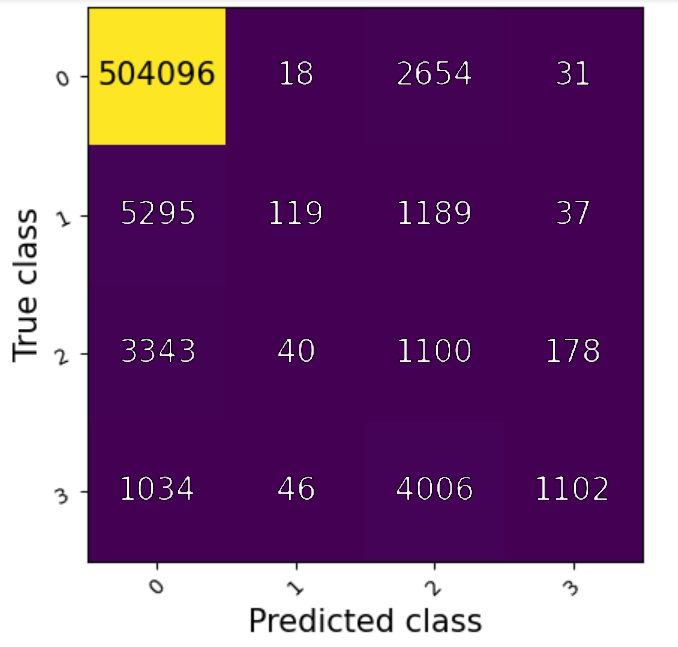 0 504096 18 2654 31
1 5295 119 1189 37
2 3343 40 1100 178
3 1034 46 4006 1102
True class
0 1 2 3
Predicted class